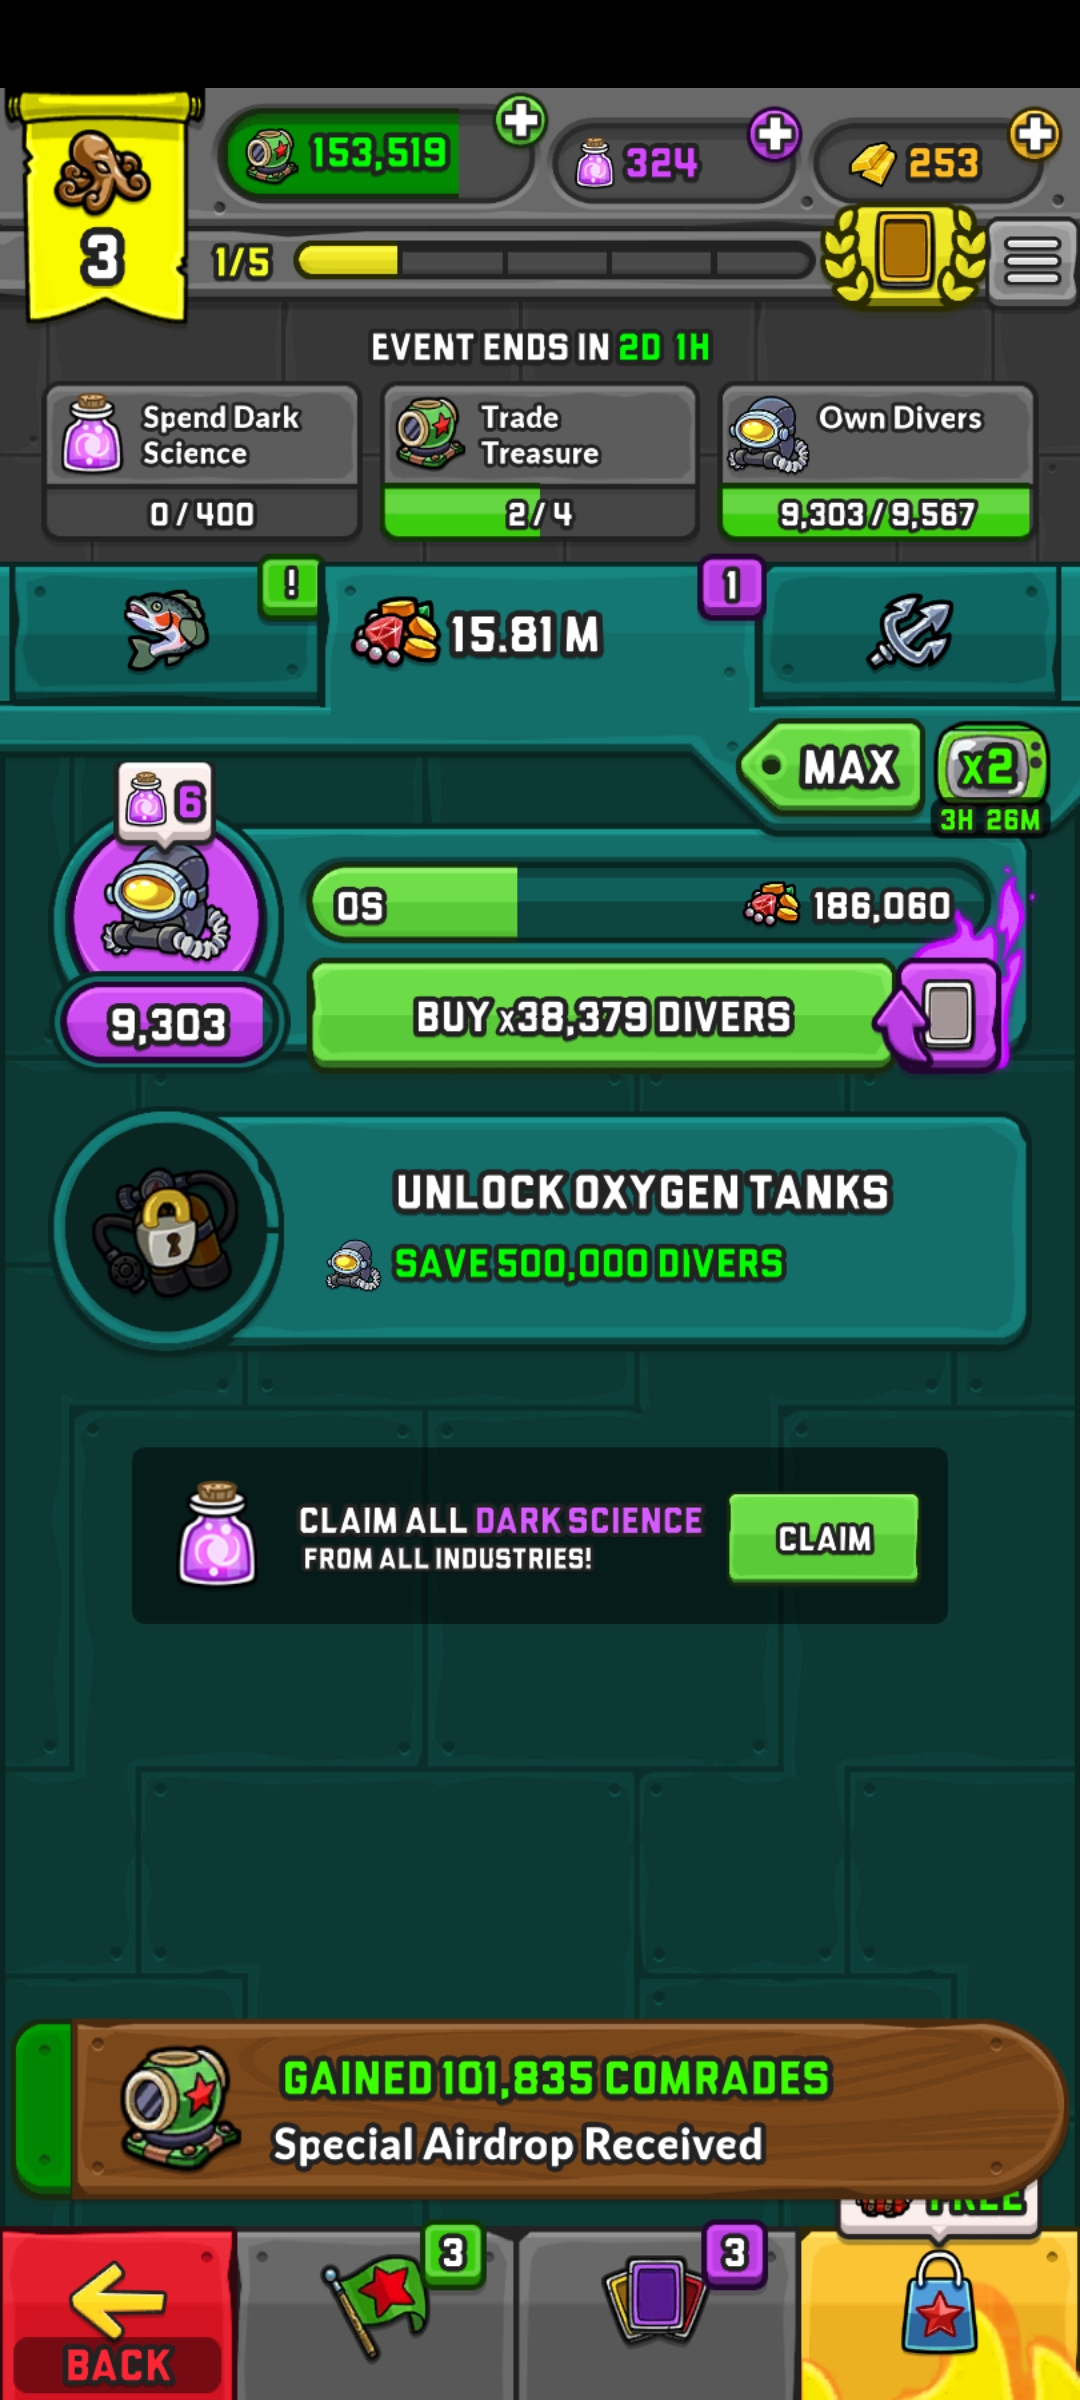 153,519
324
253
3
1/5
EVENT ENDS IN 2D 1H
Spend Dark
Science
0 / 400
Trade
Treasure
2 / 4
Own Divers
9,303 / 9,567
!
15.81 M
1
MAX
x2
3H 26M
6
0S
186,060
9,303
BUY x38,379 DIVERS
UNLOCK OXYGEN TANKS
SAVE 500,000 DIVERS
CLAIM ALL DARK SCIENCE
FROM ALL INDUSTRIES!
CLAIM
GAINED 101,835 COMRADES
Special Airdrop Received
FREE
3
3
BACK